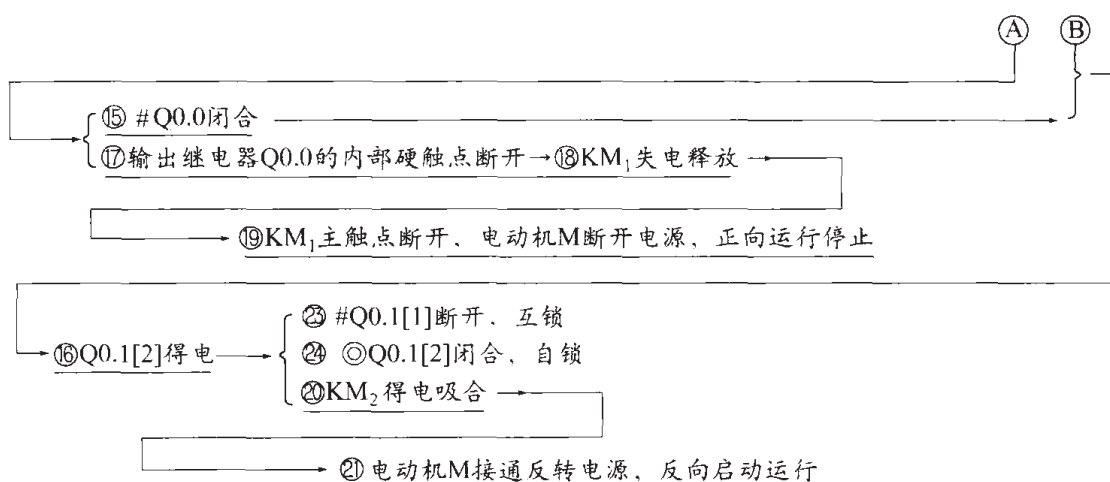 Ⓐ Ⓑ
⑮ #Q0.0闭合
⑰输出继电器Q0.0的内部硬触点断开→⑱KM₁失电释放
⑲KM₁主触点断开、电动机M断开电源、正向运行停止
㉓ #Q0.1[1]断开、互锁
⑯Q0.1[2]得电
㉔ ◎Q0.1[2]闭合、自锁
⑳KM₂得电吸合
㉑ 电动机M接通反转电源、反向启动运行